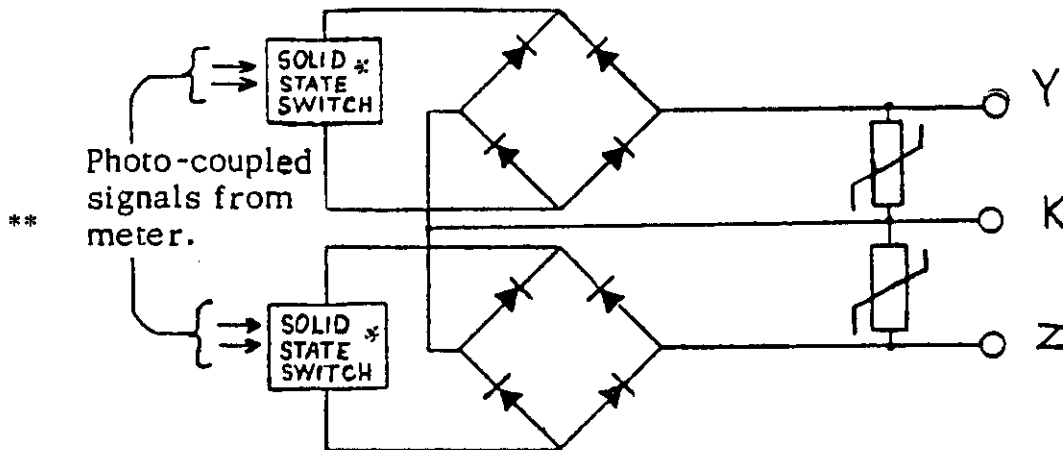 SOLID *
STATE
SWITCH
Y
Photo-coupled
signals from
meter.
**
K
SOLID *
STATE
SWITCH
Z